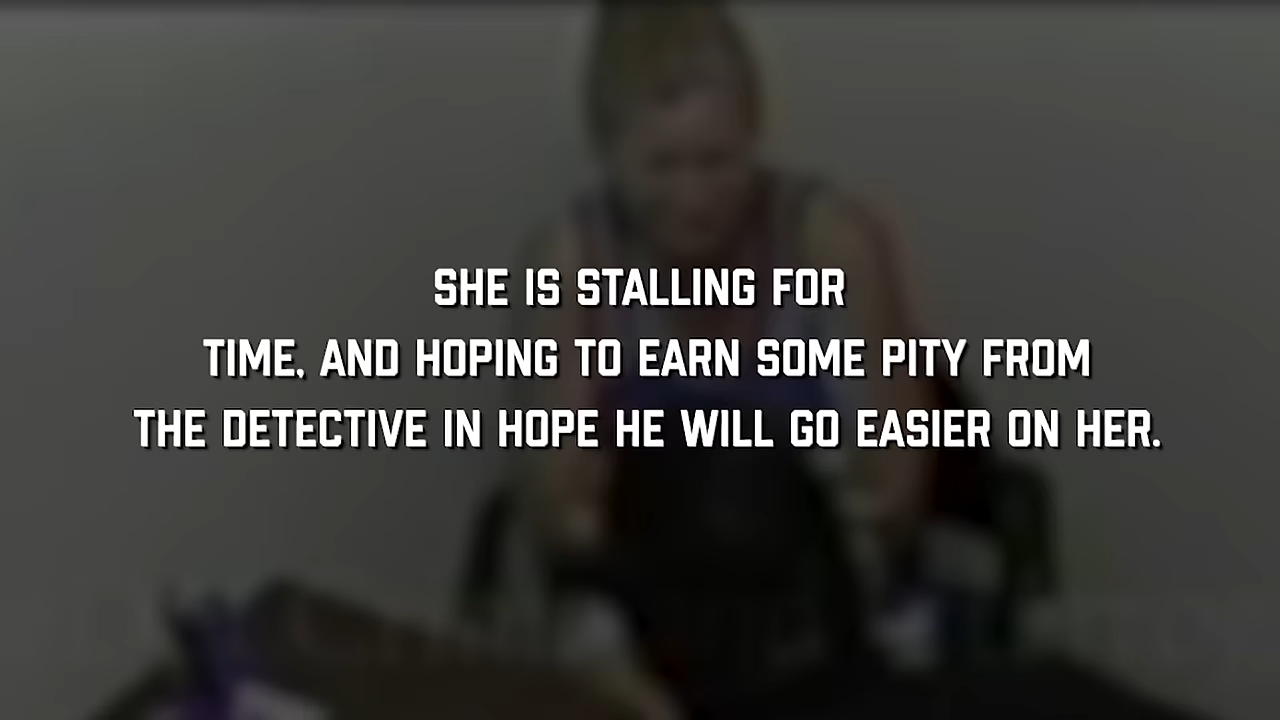 SHE IS STALLING FOR
TIME, AND HOPING TO EARN SOME PITY FROM
THE DETECTIVE IN HOPE HE WILL GO EASIER ON HER.